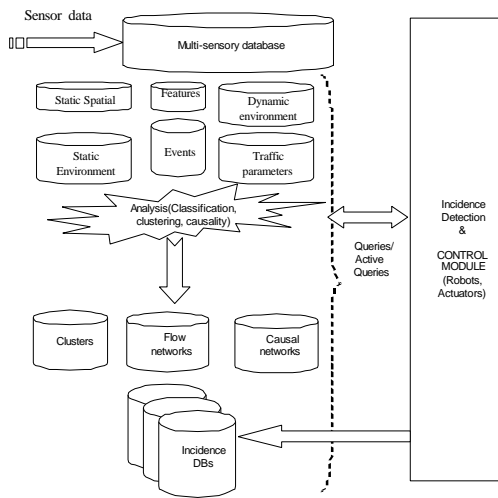 Sensor data
Multi-sensory database
Static Spatial
Features
Dynamic
environment
Static
Environment
Events
Traffic
parameters
Analysis(Classification,
clustering, causality)
Queries/
Active
Queries
Incidence
Detection
&
CONTROL
MODULE
(Robots,
Actuators)
Clusters
Flow
networks
Causal
networks
Incidence
DBs